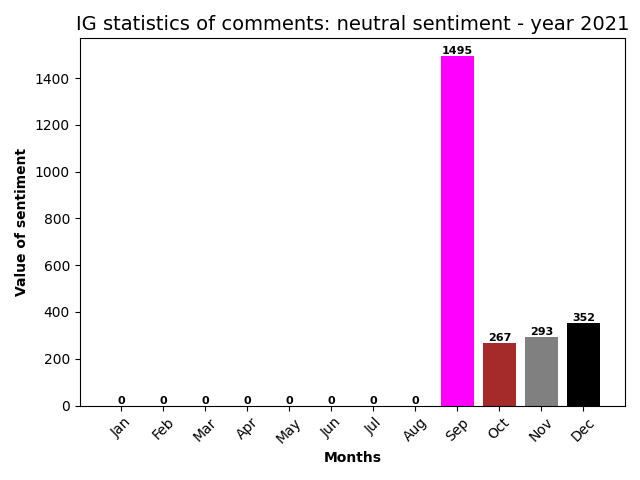 IG statistics of comments: neutral sentiment - year 2021
Value of sentiment
1400
1200
1000
800
600
400
200
0
0 0 0 0 0 0 0 0 1495 267 293 352
Jan Feb Mar Apr May Jun Jul Aug Sep Oct Nov Dec
Months